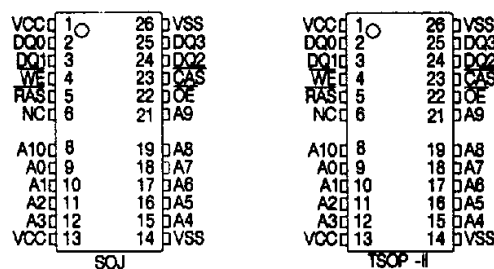 VCC 1 26 VSS VCC 1 26 VSS
DQ0 2 25 DQ3 DQ0 2 25 DQ3
DQ1 3 24 DQ2 DQ1 3 24 DQ2
WE 4 23 CAS WE 4 23 CAS
RAS 5 22 OE RAS 5 22 OE
NC 6 21 A9 NC 6 21 A9
A10 8 19 A8 A10 8 19 A8
A0 9 18 A7 A0 9 18 A7
A1 10 17 A6 A1 10 17 A6
A2 11 16 A5 A2 11 16 A5
A3 12 15 A4 A3 12 15 A4
VCC 13 14 VSS VCC 13 14 VSS
SOJ TSOP -II